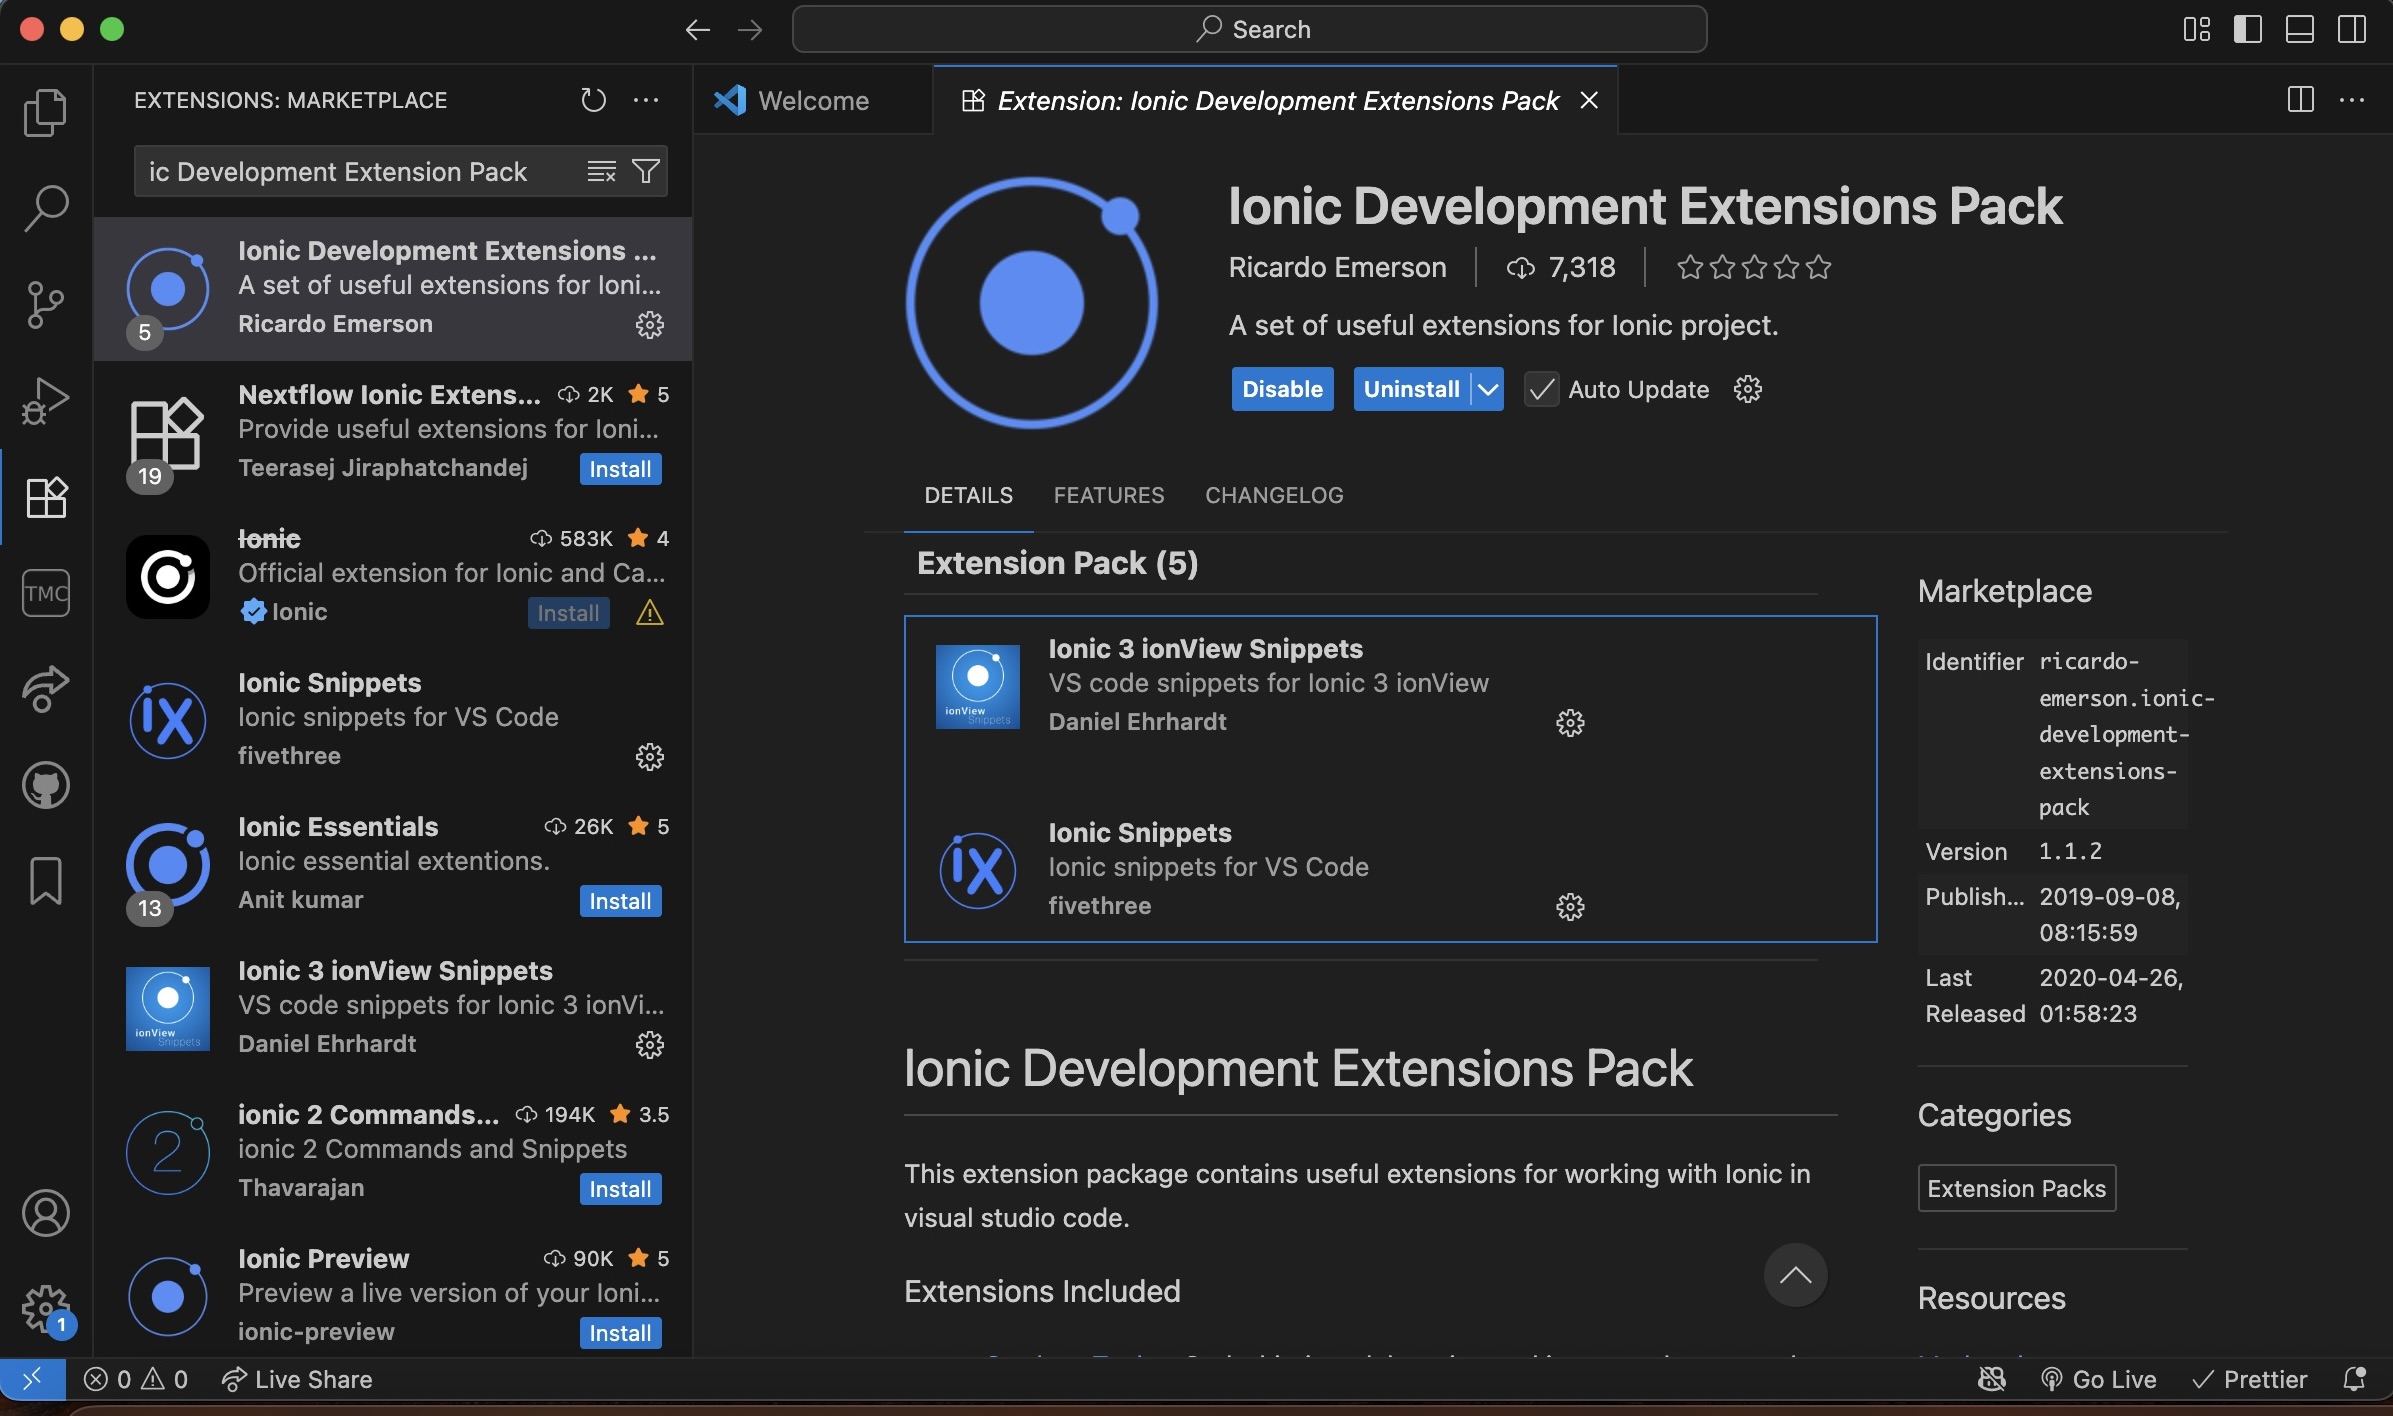 Search
EXTENSIONS: MARKETPLACE
ic Development Extension Pack
Ionic Development Extensions ...
A set of useful extensions for Ioni...
Ricardo Emerson
5
Nextflow Ionic Extens... 2K 5
Provide useful extensions for Ioni...
Teerasej Jiraphatchandej Install
19
Ionic 583K 4
Official extension for Ionic and Ca...
Ionic Install
Ionic Snippets
Ionic snippets for VS Code
fivethree
iX
Ionic Essentials 26K 5
Ionic essential extentions.
Anit kumar Install
13
Ionic 3 ionView Snippets
VS code snippets for Ionic 3 ionVi...
Daniel Ehrhardt
ionView
Snippets
ionic 2 Commands... 194K 3.5
ionic 2 Commands and Snippets
Thavarajan Install
2
Ionic Preview 90K 5
Preview a live version of your Ioni...
ionic-preview Install
TMC
1
Welcome
Extension: Ionic Development Extensions Pack
Ionic Development Extensions Pack
Ricardo Emerson 7,318
A set of useful extensions for Ionic project.
Disable Uninstall Auto Update
DETAILS FEATURES CHANGELOG
Extension Pack (5)
Ionic 3 ionView Snippets
VS code snippets for Ionic 3 ionView
Daniel Ehrhardt
ionView
Snippets
Ionic Snippets
Ionic snippets for VS Code
fivethree
iX
Ionic Development Extensions Pack
This extension package contains useful extensions for working with Ionic in
visual studio code.
Extensions Included
Marketplace
Identifier ricardo-
emerson.ionic-
development-
extensions-
pack
Version 1.1.2
Publish... 2019-09-08,
08:15:59
Last 2020-04-26,
Released 01:58:23
Categories
Extension Packs
Resources
0 0 Live Share Go Live Prettier